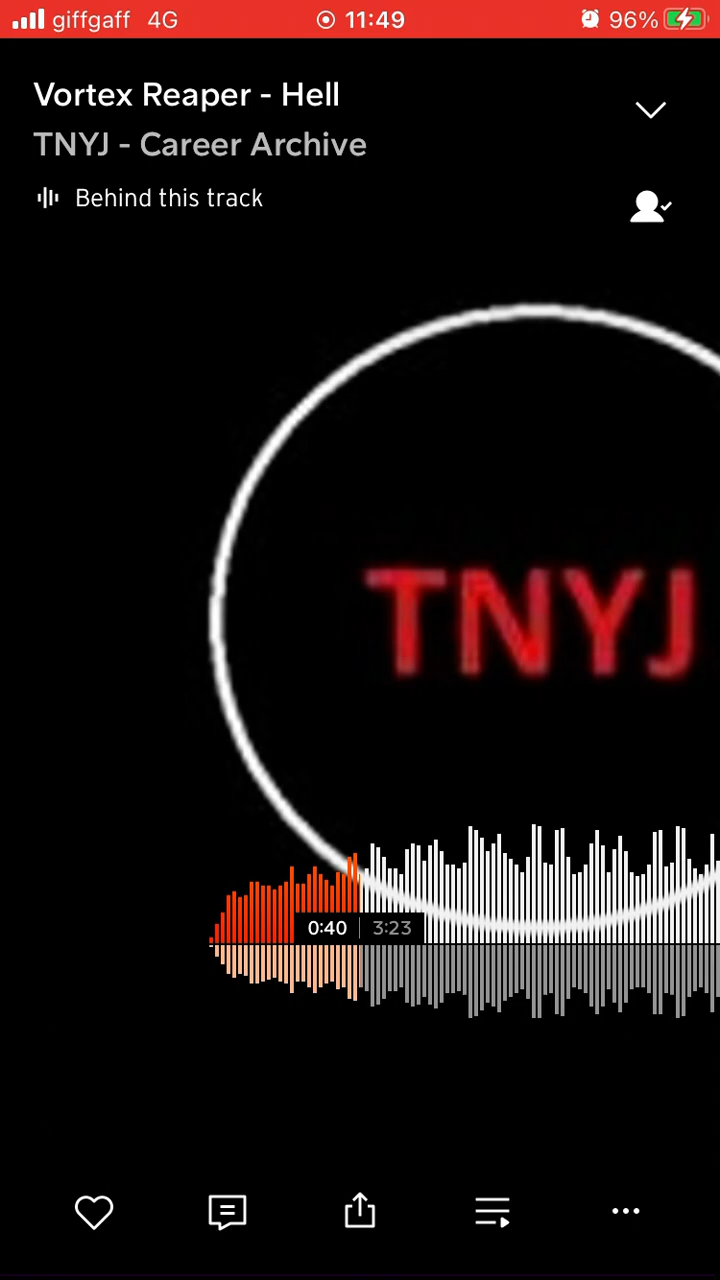 giffgaff 4G 11:49 96%
Vortex Reaper - Hell
TNYJ - Career Archive
Behind this track
TNYJ
0:40 3:23